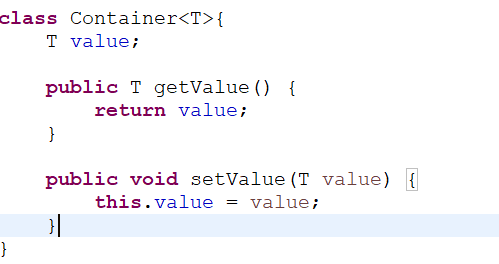 class Container<T>{
    T value;

    public T getValue() {
        return value;
    }

    public void setValue(T value) {
        this.value = value;
    }
}